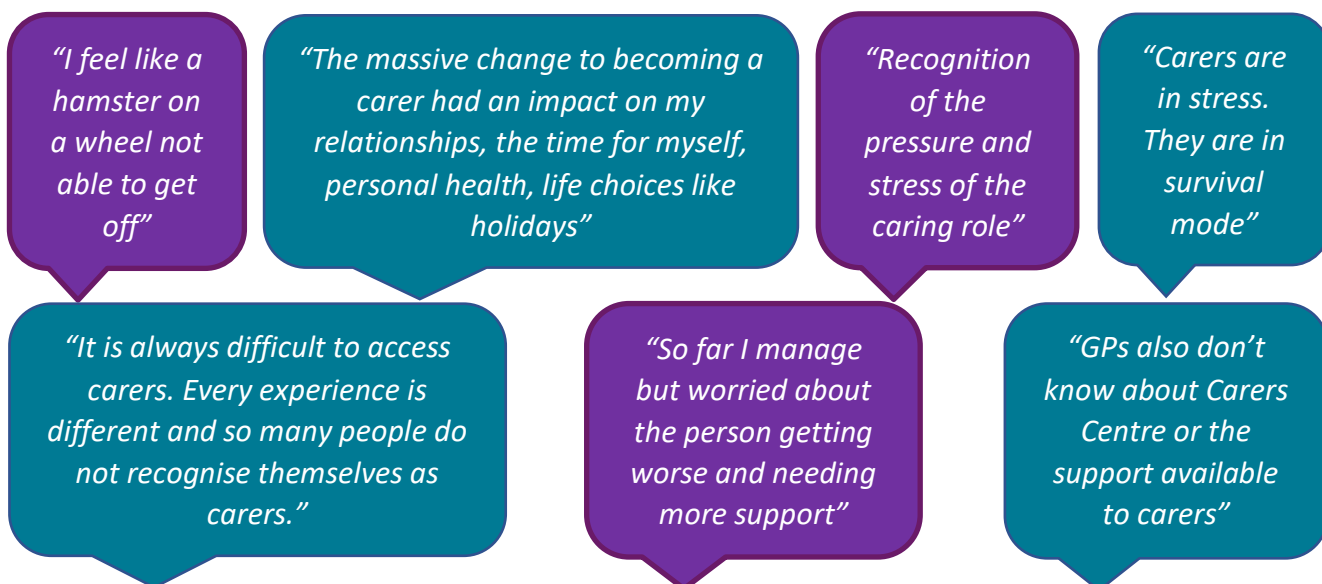 “I feel like a
hamster on
a wheel not
able to get
off”
“The massive change to becoming a
carer had an impact on my
relationships, the time for myself,
personal health, life choices like
holidays”
“Recognition
of the
pressure and
stress of the
caring role”
“Carers are
in stress.
They are in
survival
mode”
“It is always difficult to access
carers. Every experience is
different and so many people do
not recognise themselves as
carers.”
“So far I manage
but worried about
the person getting
worse and needing
more support”
“GPs also don’t
know about Carers
Centre or the
support available
to carers”